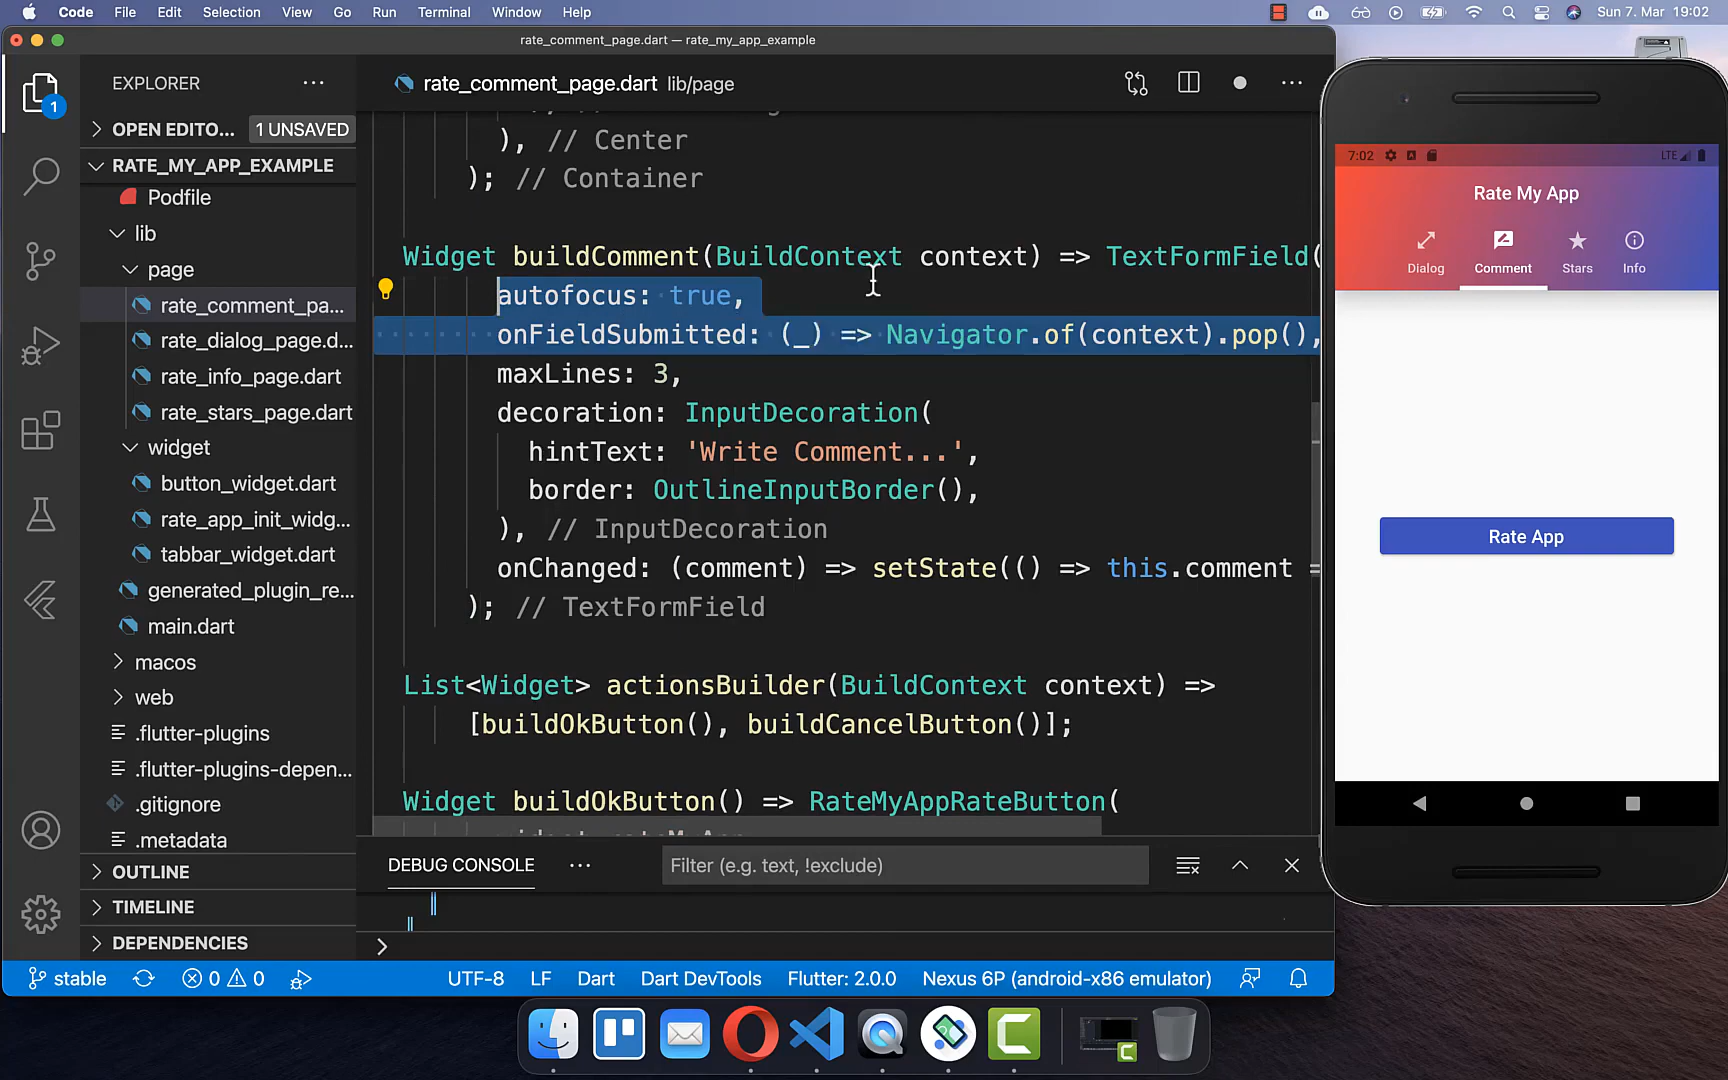 Code File Edit Selection View Go Run Terminal Window Help
Sun 7. Mar 19:02
rate_comment_page.dart — rate_my_app_example
EXPLORER
1
OPEN EDITO... 1 UNSAVED
RATE_MY_APP_EXAMPLE
Podfile
lib
page
rate_comment_pa...
rate_dialog_page.d...
rate_info_page.dart
rate_stars_page.dart
widget
button_widget.dart
rate_app_init_widg...
tabbar_widget.dart
generated_plugin_re...
main.dart
macos
web
.flutter-plugins
.flutter-plugins-depen...
.gitignore
.metadata
OUTLINE
TIMELINE
DEPENDENCIES
rate_comment_page.dart lib/page
), // Center
); // Container
Widget buildComment(BuildContext context) => TextFormField(
autofocus: true,
onFieldSubmitted: (_) => Navigator.of(context).pop(),
maxLines: 3,
decoration: InputDecoration(
hintText: 'Write Comment...',
border: OutlineInputBorder(),
), // InputDecoration
onChanged: (comment) => setState(() => this.comment =
); // TextFormField
List<Widget> actionsBuilder(BuildContext context) =>
[buildOkButton(), buildCancelButton()];
Widget buildOkButton() => RateMyAppRateButton(
DEBUG CONSOLE
Filter (e.g. text, !exclude)
stable 0 0 UTF-8 LF Dart Dart DevTools Flutter: 2.0.0 Nexus 6P (android-x86 emulator)
7:02 LTE
Rate My App
Dialog Comment Stars Info
Rate App